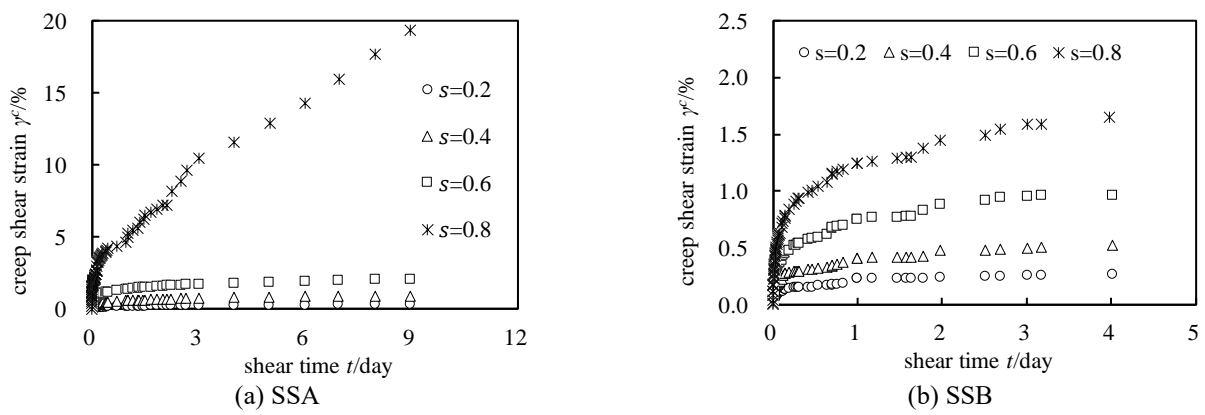 20
15
10
5
0
creep shear strain γᶜ/%
s=0.2
s=0.4
s=0.6
s=0.8
0 3 6 9 12
shear time t/day
(a) SSA
2.5
2.0
1.5
1.0
0.5
0.0
creep shear strain γᶜ/%
s=0.2 s=0.4 s=0.6 s=0.8
0 1 2 3 4 5
shear time t/day
(b) SSB